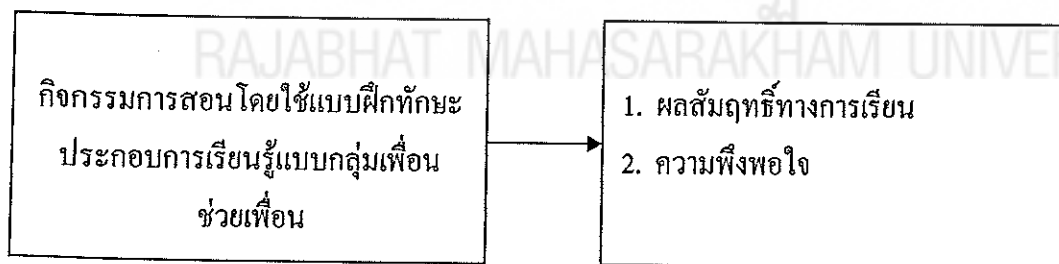 RAJABHAT MAHASARAKHAM UNIVE
กิจกรรมการสอนโดยใช้แบบฝึกทักษะ
ประกอบการเรียนรู้แบบกลุ่มเพื่อน
ช่วยเพื่อน
1. ผลสัมฤทธิ์ทางการเรียน
2. ความพึงพอใจ